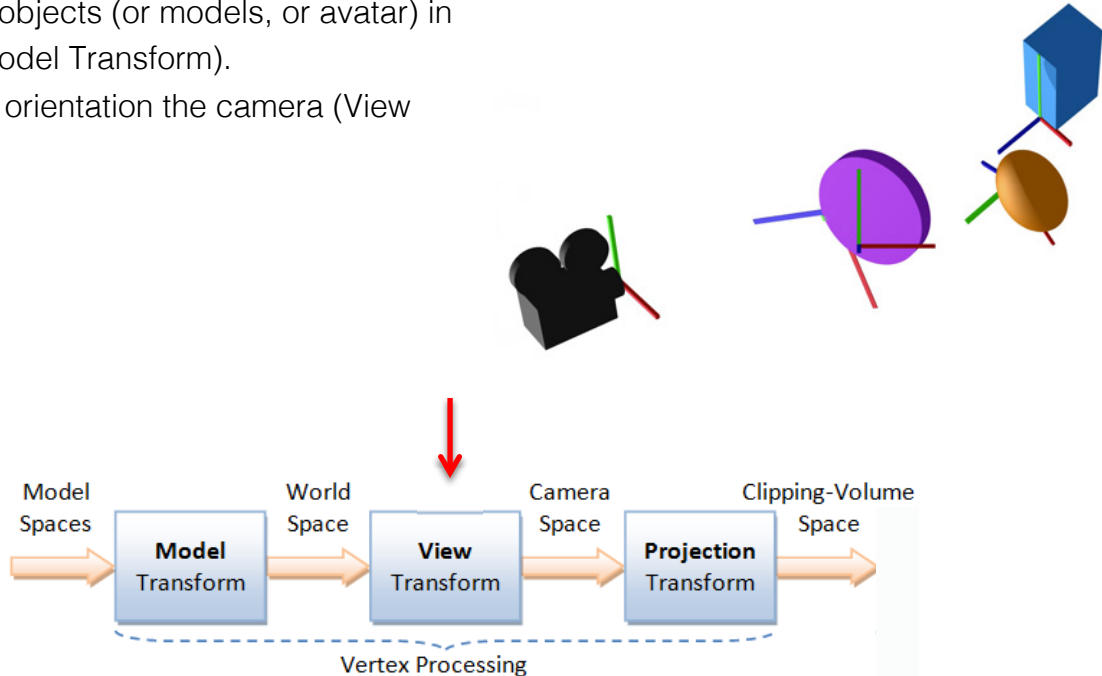 objects (or models, or avatar) in
odel Transform).
orientation the camera (View
Model
Spaces
World
Space
Camera
Space
Clipping-Volume
Space
Model
Transform
View
Transform
Projection
Transform
Vertex Processing